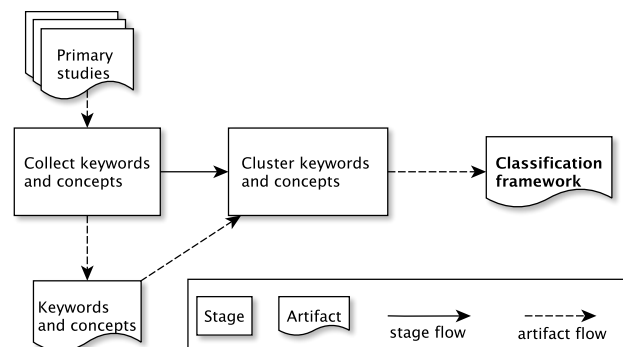 Primary
studies
Collect keywords
and concepts
Cluster keywords
and concepts
Classification
framework
Keywords
and concepts
Stage
Artifact
stage flow
artifact flow